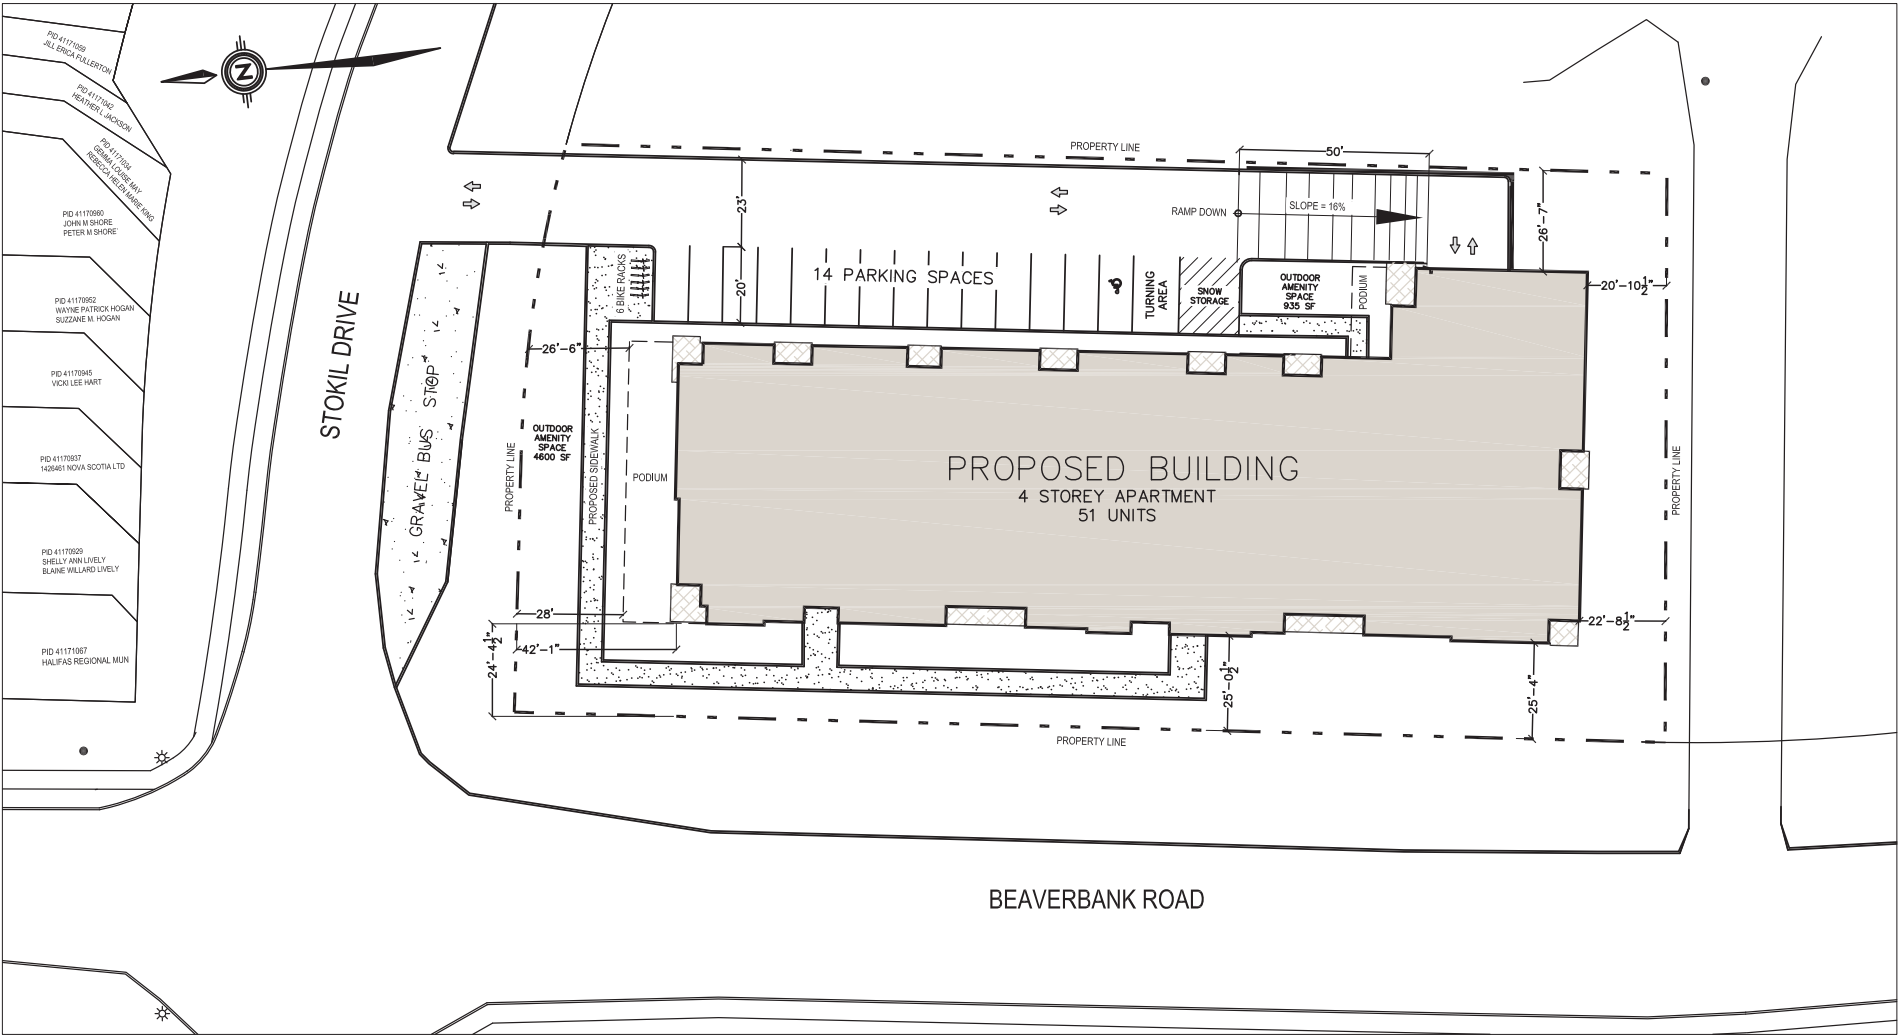 PID 41171059
JILL ERICA FULLERTON
PID 41171042
HEATHER L JACKSON
PID 41171034
GEMMA LOUISE MAY
REBECCA HELEN MARIE KING
PID 41170960
JOHN M SHORE
PETER M SHORE
PID 41170952
WAYNE PATRICK HOGAN
SUZZANE M. HOGAN
PID 41170945
VICKI LEE HART
PID 41170937
1426461 NOVA SCOTIA LTD
PID 41170929
SHELLY ANN LIVELY
BLAINE WILLARD LIVELY
PID 41171067
HALIFAS REGIONAL MUN
N
STOKIL DRIVE
GRAVEL BUS STOP
PROPERTY LINE
50'
23'
RAMP DOWN
SLOPE = 16%
26'-7"
6 BIKE RACKS
20'
14 PARKING SPACES
TURNING
AREA
SNOW
STORAGE
OUTDOOR
AMENITY
SPACE
935 SF
PODIUM
20'-10½"
26'-6"
OUTDOOR
AMENITY
SPACE
4600 SF
PROPERTY LINE
PROPOSED SIDEWALK
PODIUM
PROPOSED BUILDING
4 STOREY APARTMENT
51 UNITS
PROPERTY LINE
28'
42'-1"
24'-4½"
22'-8½"
25'-0½"
25'-4"
PROPERTY LINE
BEAVERBANK ROAD